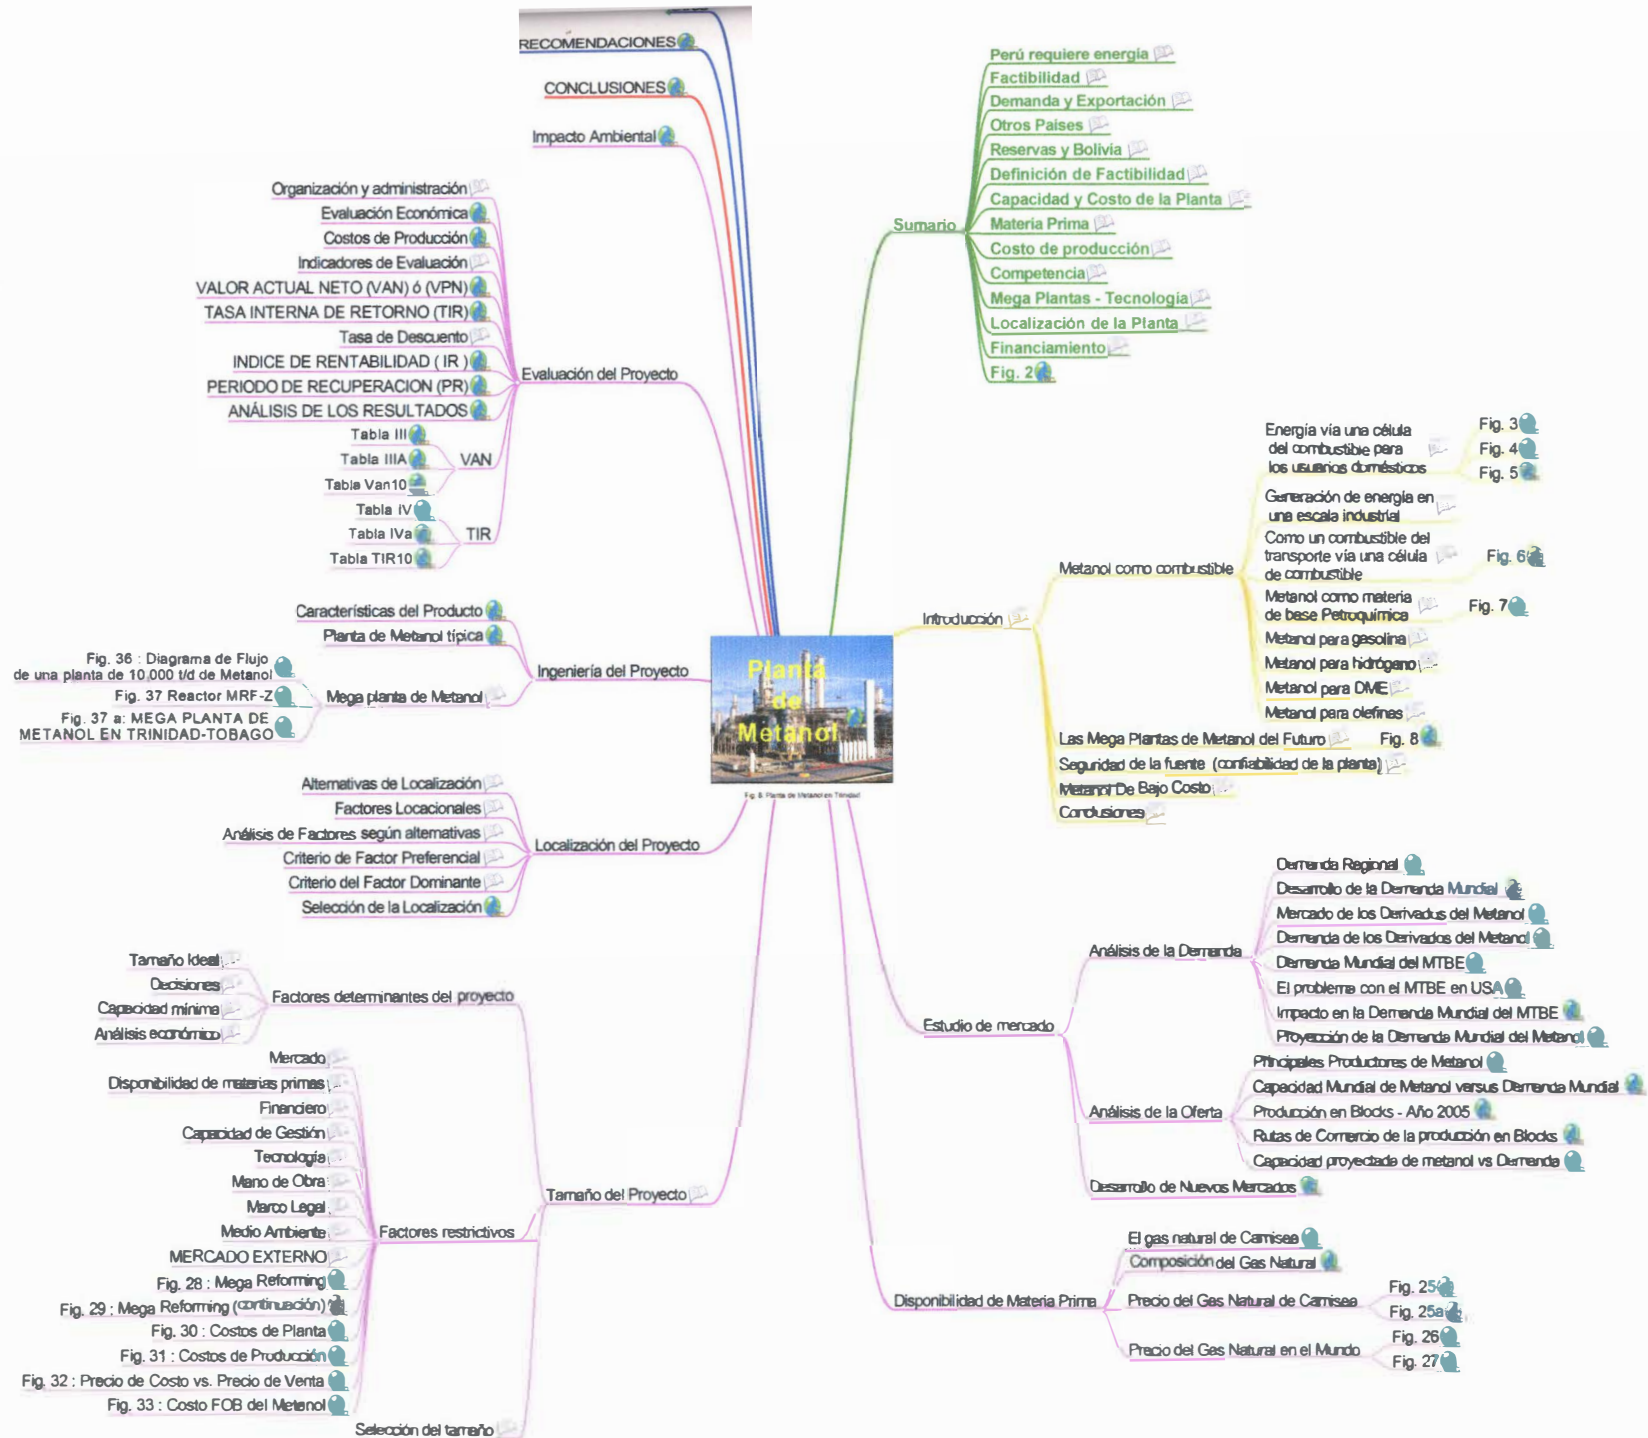 RECOMENDACIONES
CONCLUSIONES
Impacto Ambiental
Organización y administración
Evaluación Económica
Costos de Producción
Indicadores de Evaluación
VALOR ACTUAL NETO (VAN) ó (VPN)
TASA INTERNA DE RETORNO (TIR)
Tasa de Descuento
INDICE DE RENTABILIDAD ( IR )
PERIODO DE RECUPERACION (PR)
ANÁLISIS DE LOS RESULTADOS
Tabla III
Tabla IIIA
Tabla Van10
VAN
Tabla IV
Tabla IVa
Tabla TIR10
TIR
Evaluación del Proyecto
Características del Producto
Planta de Metanol típica
Fig. 36 : Diagrama de Flujo
de una planta de 10.000 t/d de Metanol
Fig. 37 Reactor MRF-Z
Fig. 37 a: MEGA PLANTA DE
METANOL EN TRINIDAD-TOBAGO
Mega planta de Metanol
Ingeniería del Proyecto
Alternativas de Localización
Factores Locacionales
Análisis de Factores según alternativas
Criterio de Factor Preferencial
Criterio del Factor Dominante
Selección de la Localización
Localización del Proyecto
Tamaño Ideal
Decisiones
Capacidad mínima
Análisis económico
Factores determinantes del proyecto
Mercado
Disponibilidad de materias primas
Financiero
Capacidad de Gestión
Tecnología
Mano de Obra
Marco Legal
Medio Ambiente
MERCADO EXTERNO
Fig. 28 : Mega Reforming
Fig. 29 : Mega Reforming (continuación)
Fig. 30 : Costos de Planta
Fig. 31 : Costos de Producción
Fig. 32 : Precio de Costo vs. Precio de Venta
Fig. 33 : Costo FOB del Metanol
Factores restrictivos
Selección del tamaño
Tamaño del Proyecto
Planta
de
Metanol
Fig. 8: Planta de Metanol en Trinidad
Sumario
Perú requiere energía
Factibilidad
Demanda y Exportación
Otros Países
Reservas y Bolivia
Definición de Factibilidad
Capacidad y Costo de la Planta
Materia Prima
Costo de producción
Competencia
Mega Plantas - Tecnología
Localización de la Planta
Financiamiento
Fig. 2
Introducción
Metanol como combustible
Energía vía una célula
del combustible para
los usuarios domésticos
Fig. 3
Fig. 4
Fig. 5
Generación de energía en
una escala industrial
Como un combustible del
transporte vía una célula
de combustible
Fig. 6
Metanol como materia
de base Petroquímica
Fig. 7
Metanol para gasolina
Metanol para hidrógeno
Metanol para DME
Metanol para olefinas
Las Mega Plantas de Metanol del Futuro
Fig. 8
Seguridad de la fuente (confiabilidad de la planta)
Metanol De Bajo Costo
Conclusiones
Estudio de mercado
Análisis de la Demanda
Demanda Regional
Desarrollo de la Demanda Mundial
Mercado de los Derivados del Metanol
Demanda de los Derivados del Metanol
Demanda Mundial del MTBE
El problema con el MTBE en USA
Impacto en la Demanda Mundial del MTBE
Proyección de la Demanda Mundial del Metanol
Análisis de la Oferta
Principales Productores de Metanol
Capacidad Mundial de Metanol versus Demanda Mundial
Producción en Blocks - Año 2005
Rutas de Comercio de la producción en Blocks
Capacidad proyectada de metanol vs Demanda
Desarrollo de Nuevos Mercados
Disponibilidad de Materia Prima
El gas natural de Camisea
Composición del Gas Natural
Precio del Gas Natural de Camisea
Fig. 25
Fig. 25a
Precio del Gas Natural en el Mundo
Fig. 26
Fig. 27